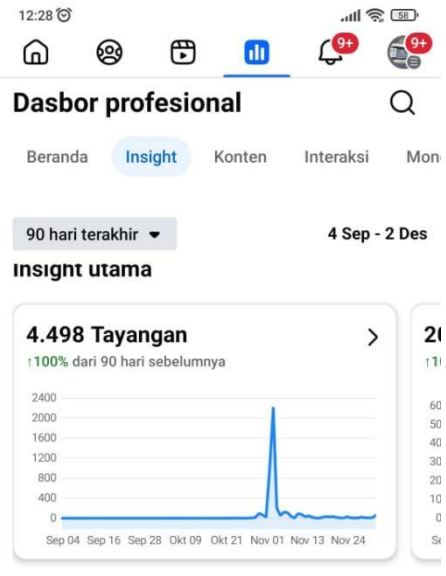 12:28
58
9+
9+
Dasbor profesional
Beranda Insight Konten Interaksi Mon
90 hari terakhir
4 Sep - 2 Des
Insight utama
4.498 Tayangan
↑100% dari 90 hari sebelumnya
2400
2000
1600
1200
800
400
0
Sep 04 Sep 16 Sep 28 Okt 09 Okt 21 Nov 01 Nov 13 Nov 24